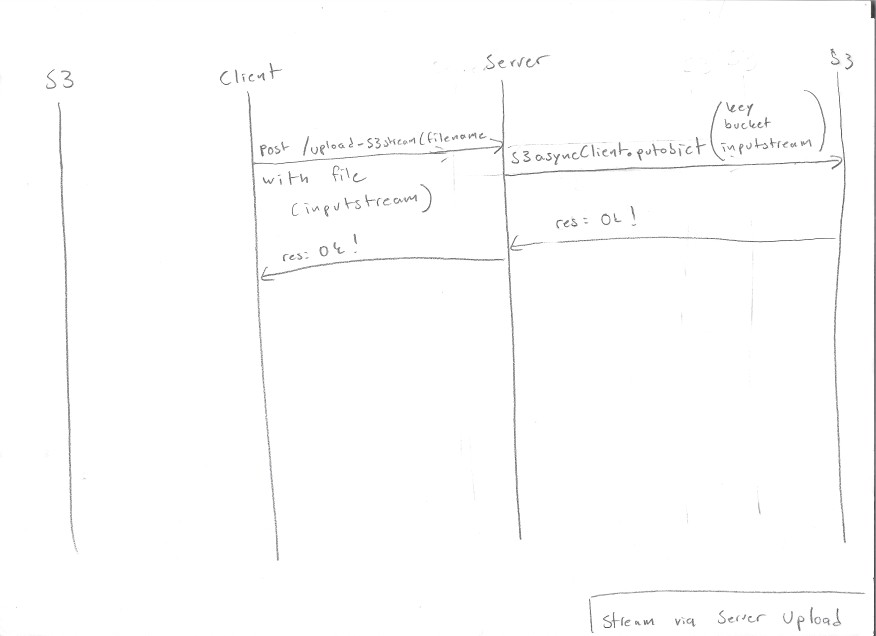 S3
Client
Server
S3
post /upload-S3stream(filename
with file
(inputstream)
S3asyncClient.putobject
(key
bucket
inputstream)
res: Ok!
res: Ok!
Stream via Server Upload